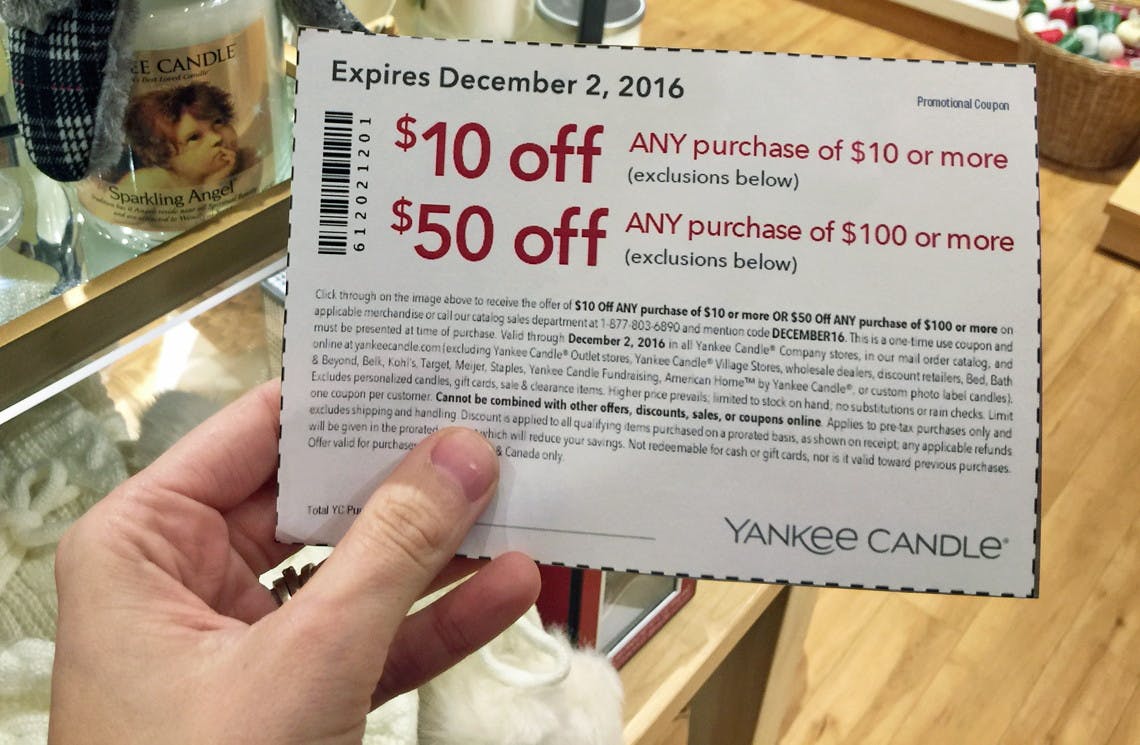 EE CANDLE
Sparkling Angel
Expires December 2, 2016
Promotional Coupon
6120021201
$10 off ANY purchase of $10 or more
(exclusions below)
$50 off ANY purchase of $100 or more
(exclusions below)
Click through on the image above to receive the offer of $10 Off ANY purchase of $10 or more OR $50 Off ANY purchase of $100 or more on
applicable merchandise or call our catalog sales department at 1-877-803-6890 and mention code DECEMBER16. This is a one-time use coupon and
must be presented at time of purchase. Valid through December 2, 2016 in all Yankee Candle® Company stores, in our mail order catalog, and
online at yankeecandle.com (excluding Yankee Candle® Outlet stores, Yankee Candle® Village Stores, wholesale dealers, discount retailers, Bed, Bath
& Beyond, Belk, Kohl's, Target, Meijer, Staples, Yankee Candle Fundraising, American Home™ by Yankee Candle®, or custom photo label candles).
Excludes personalized candles, gift cards, sale & clearance items. Higher price prevails; limited to stock on hand; no substitutions or rain checks. Limit
one coupon per customer. Cannot be combined with other offers, discounts, sales, or coupons online. Applies to pre-tax purchases only and
excludes shipping and handling. Discount is applied to all qualifying items purchased on a prorated basis, as shown on receipt; any applicable refunds
will be given in the prorated which will reduce your savings. Not redeemable for cash or gift cards, nor is it valid toward previous purchases.
Offer valid for purchase & Canada only.
Total YC Pu
YANKEE CANDLE®